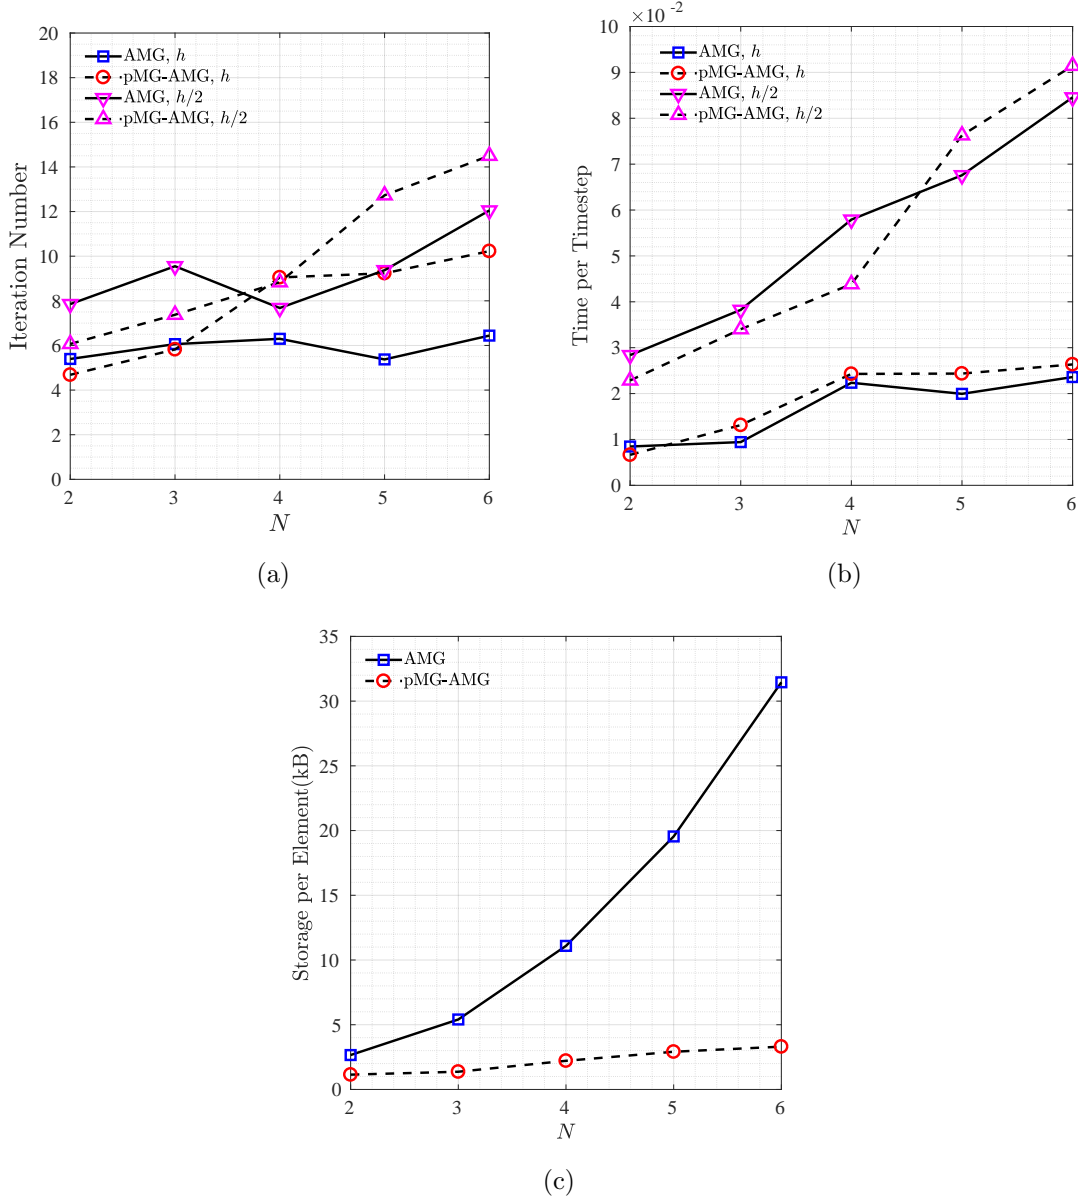 20
18
16
14
12
10
8
6
4
2
0
2
3
4
5
6
Iteration Number
N
AMG, h
pMG-AMG, h
AMG, h/2
pMG-AMG, h/2
(a)
×10 -2
10
9
8
7
6
5
4
3
2
1
0
2
3
4
5
6
Time per Timestep
N
AMG, h
pMG-AMG, h
AMG, h/2
pMG-AMG, h/2
(b)
35
30
25
20
15
10
5
0
2
3
4
5
6
Storage per Element(kB)
N
AMG
pMG-AMG
(c)